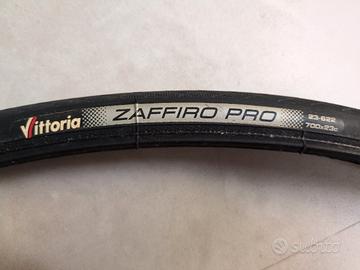 Vittoria
ZAFFIRO PRO
23-622
700x23c
subito